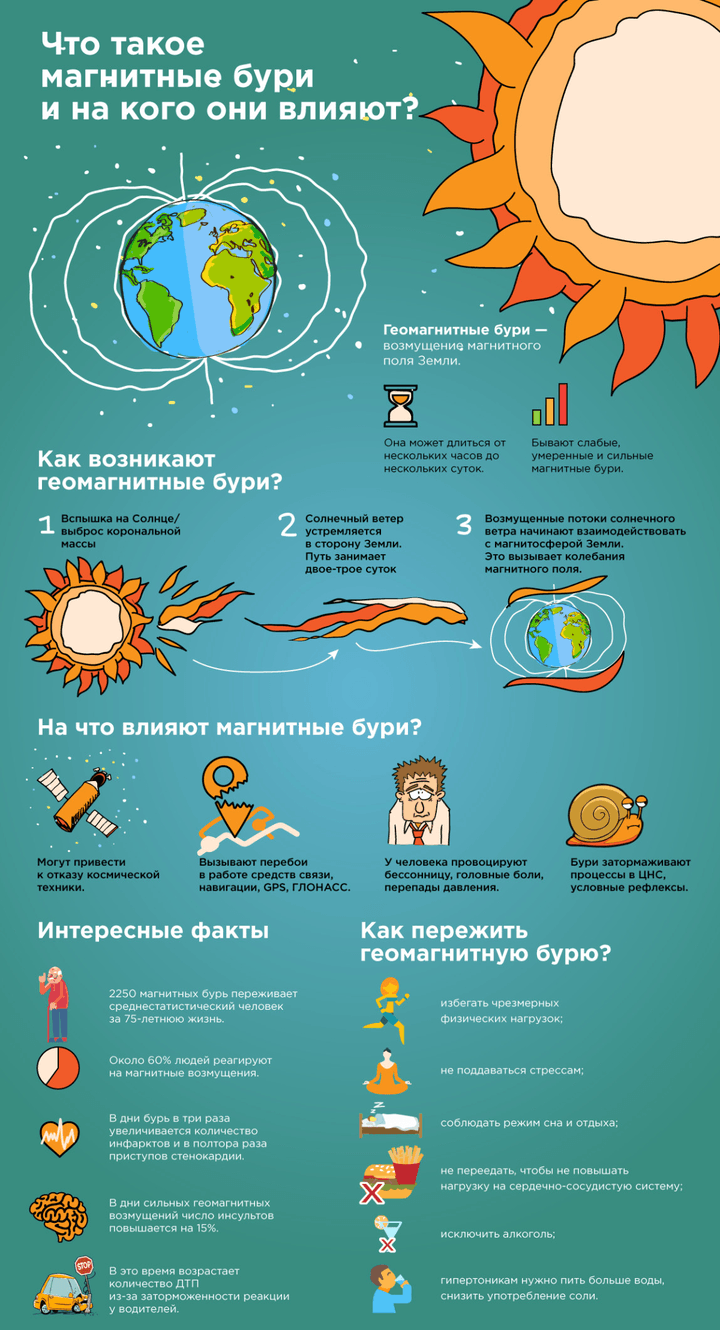 Что такое
магнитные бури
и на кого они влияют?
Геомагнитные бури —
возмущение магнитного
поля Земли.
Она может длиться от
нескольких часов до
нескольких суток.
Бывают слабые,
умеренные и сильные
магнитные бури.
Как возникают
геомагнитные бури?
1
Вспышка на Солнце/
выброс корональной
массы
2
Солнечный ветер
устремляется
в сторону Земли.
Путь занимает
двое-трое суток
3
Возмущенные потоки солнечного
ветра начинают взаимодействовать
с магнитосферой Земли.
Это вызывает колебания
магнитного поля.
На что влияют магнитные бури?
Могут привести
к отказу космической
техники.
Вызывают перебои
в работе средств связи,
навигации, GPS, ГЛОНАСС.
У человека провоцируют
бессонницу, головные боли,
перепады давления.
Бури затормаживают
процессы в ЦНС,
условные рефлексы.
Интересные факты
2250 магнитных бурь переживает
среднестатистический человек
за 75-летнюю жизнь.
Около 60% людей реагируют
на магнитные возмущения.
В дни бурь в три раза
увеличивается количество
инфарктов и в полтора раза
приступов стенокардии.
В дни сильных геомагнитных
возмущений число инсультов
повышается на 15%.
STOP
В это время возрастает
количество ДТП
из-за заторможенности реакции
у водителей.
Как пережить
геомагнитную бурю?
избегать чрезмерных
физических нагрузок;
не поддаваться стрессам;
z z
соблюдать режим сна и отдыха;
не переедать, чтобы не повышать
нагрузку на сердечно-сосудистую систему;
исключить алкоголь;
гипертоникам нужно пить больше воды,
снизить употребление соли.